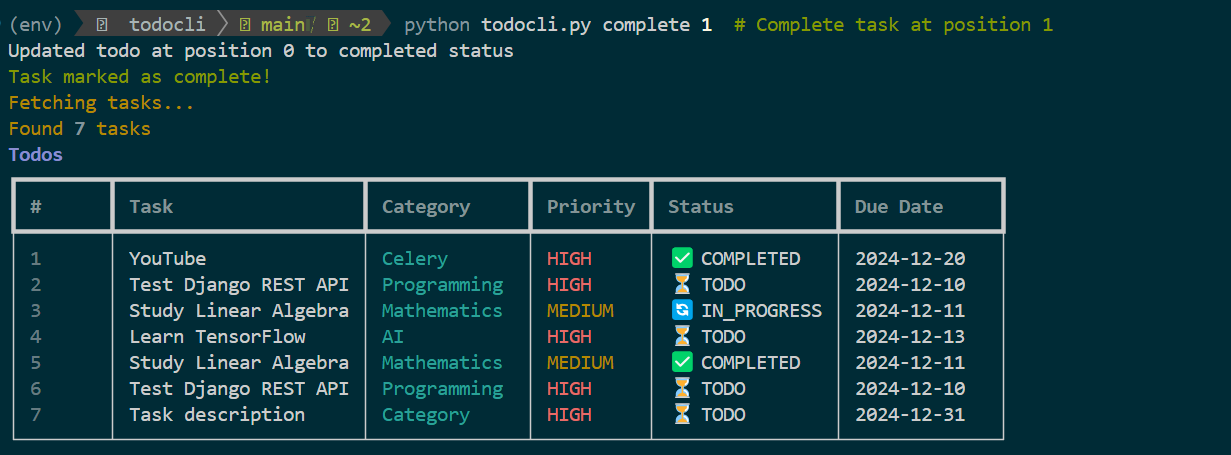 (env) todocli main ~2 python todocli.py complete 1 # Complete task at position 1
Updated todo at position 0 to completed status
Task marked as complete!
Fetching tasks...
Found 7 tasks
Todos
# Task Category Priority Status Due Date
1 YouTube Celery HIGH ✅ COMPLETED 2024-12-20
2 Test Django REST API Programming HIGH ⏳ TODO 2024-12-10
3 Study Linear Algebra Mathematics MEDIUM 🔄 IN_PROGRESS 2024-12-11
4 Learn TensorFlow AI HIGH ⏳ TODO 2024-12-13
5 Study Linear Algebra Mathematics MEDIUM ✅ COMPLETED 2024-12-11
6 Test Django REST API Programming HIGH ⏳ TODO 2024-12-10
7 Task description Category HIGH ⏳ TODO 2024-12-31